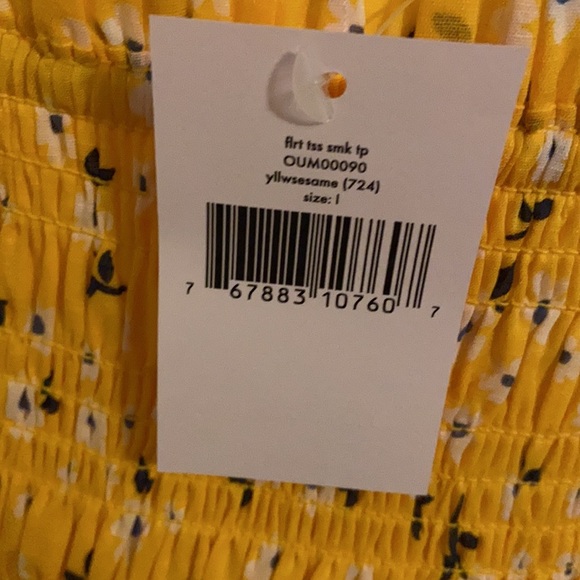 flrt tss smk tp
OUM00090
yllwsesame (724)
size: l
7 67883 10760 7